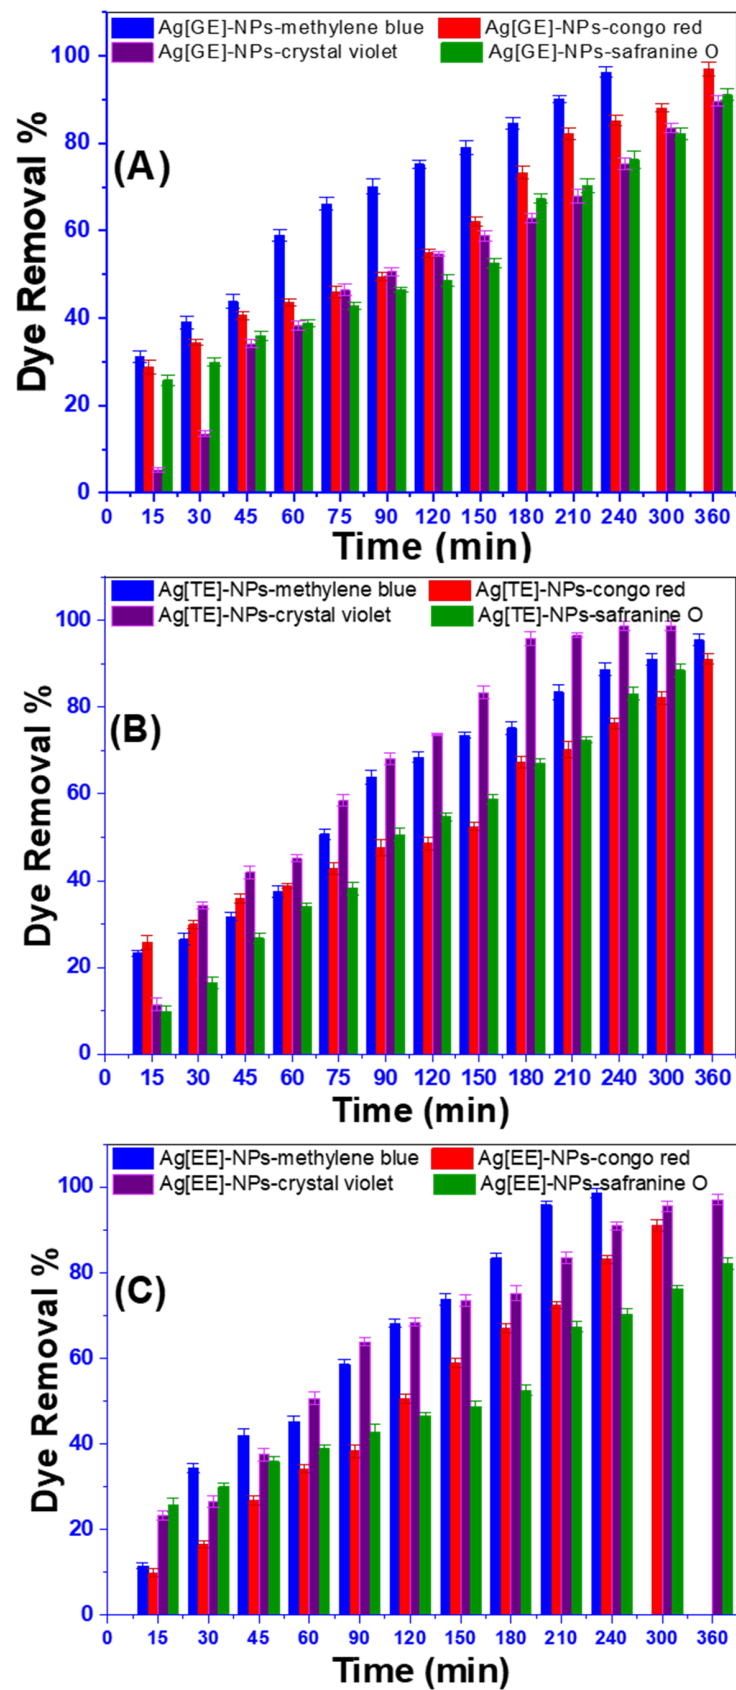 Ag[GE]-NPs-methylene blue Ag[GE]-NPs-congo red
Ag[GE]-NPs-crystal violet Ag[GE]-NPs-safranine O
100
80
60
40
20
0
Dye Removal %
(A)
0 15 30 45 60 75 90 120 150 180 210 240 300 360
Time (min)
Ag[TE]-NPs-methylene blue Ag[TE]-NPs-congo red
Ag[TE]-NPs-crystal violet Ag[TE]-NPs-safranine O
100
80
60
40
20
0
Dye Removal %
(B)
0 15 30 45 60 75 90 120 150 180 210 240 300 360
Time (min)
Ag[EE]-NPs-methylene blue Ag[EE]-NPs-congo red
Ag[EE]-NPs-crystal violet Ag[EE]-NPs-safranine O
100
80
60
40
20
0
Dye Removal %
(C)
0 15 30 45 60 90 120 150 180 210 240 300 360
Time (min)